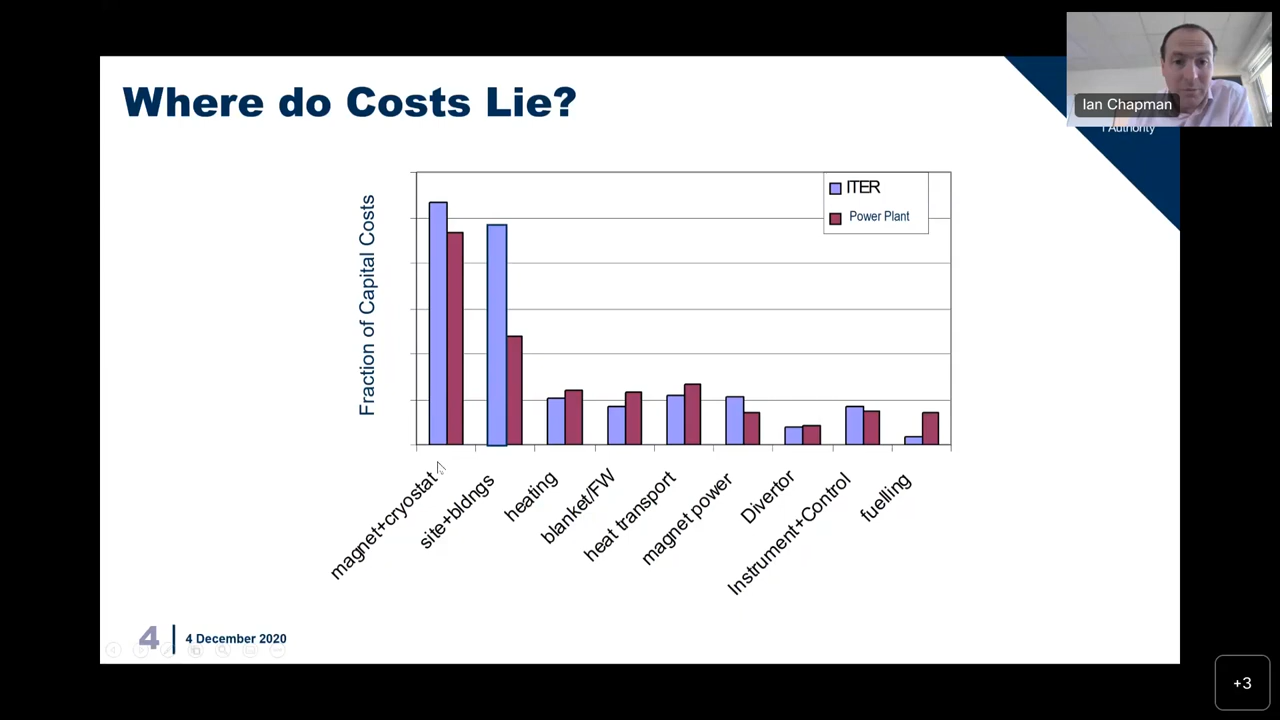 Where do Costs Lie?
Ian Chapman
Authority
ITER
Power Plant
Fraction of Capital Costs
magnet+cryostat
site+bldngs
heating
blanket/FW
heat transport
magnet power
Divertor
Instrument+Control
fuelling
4
4 December 2020
+3